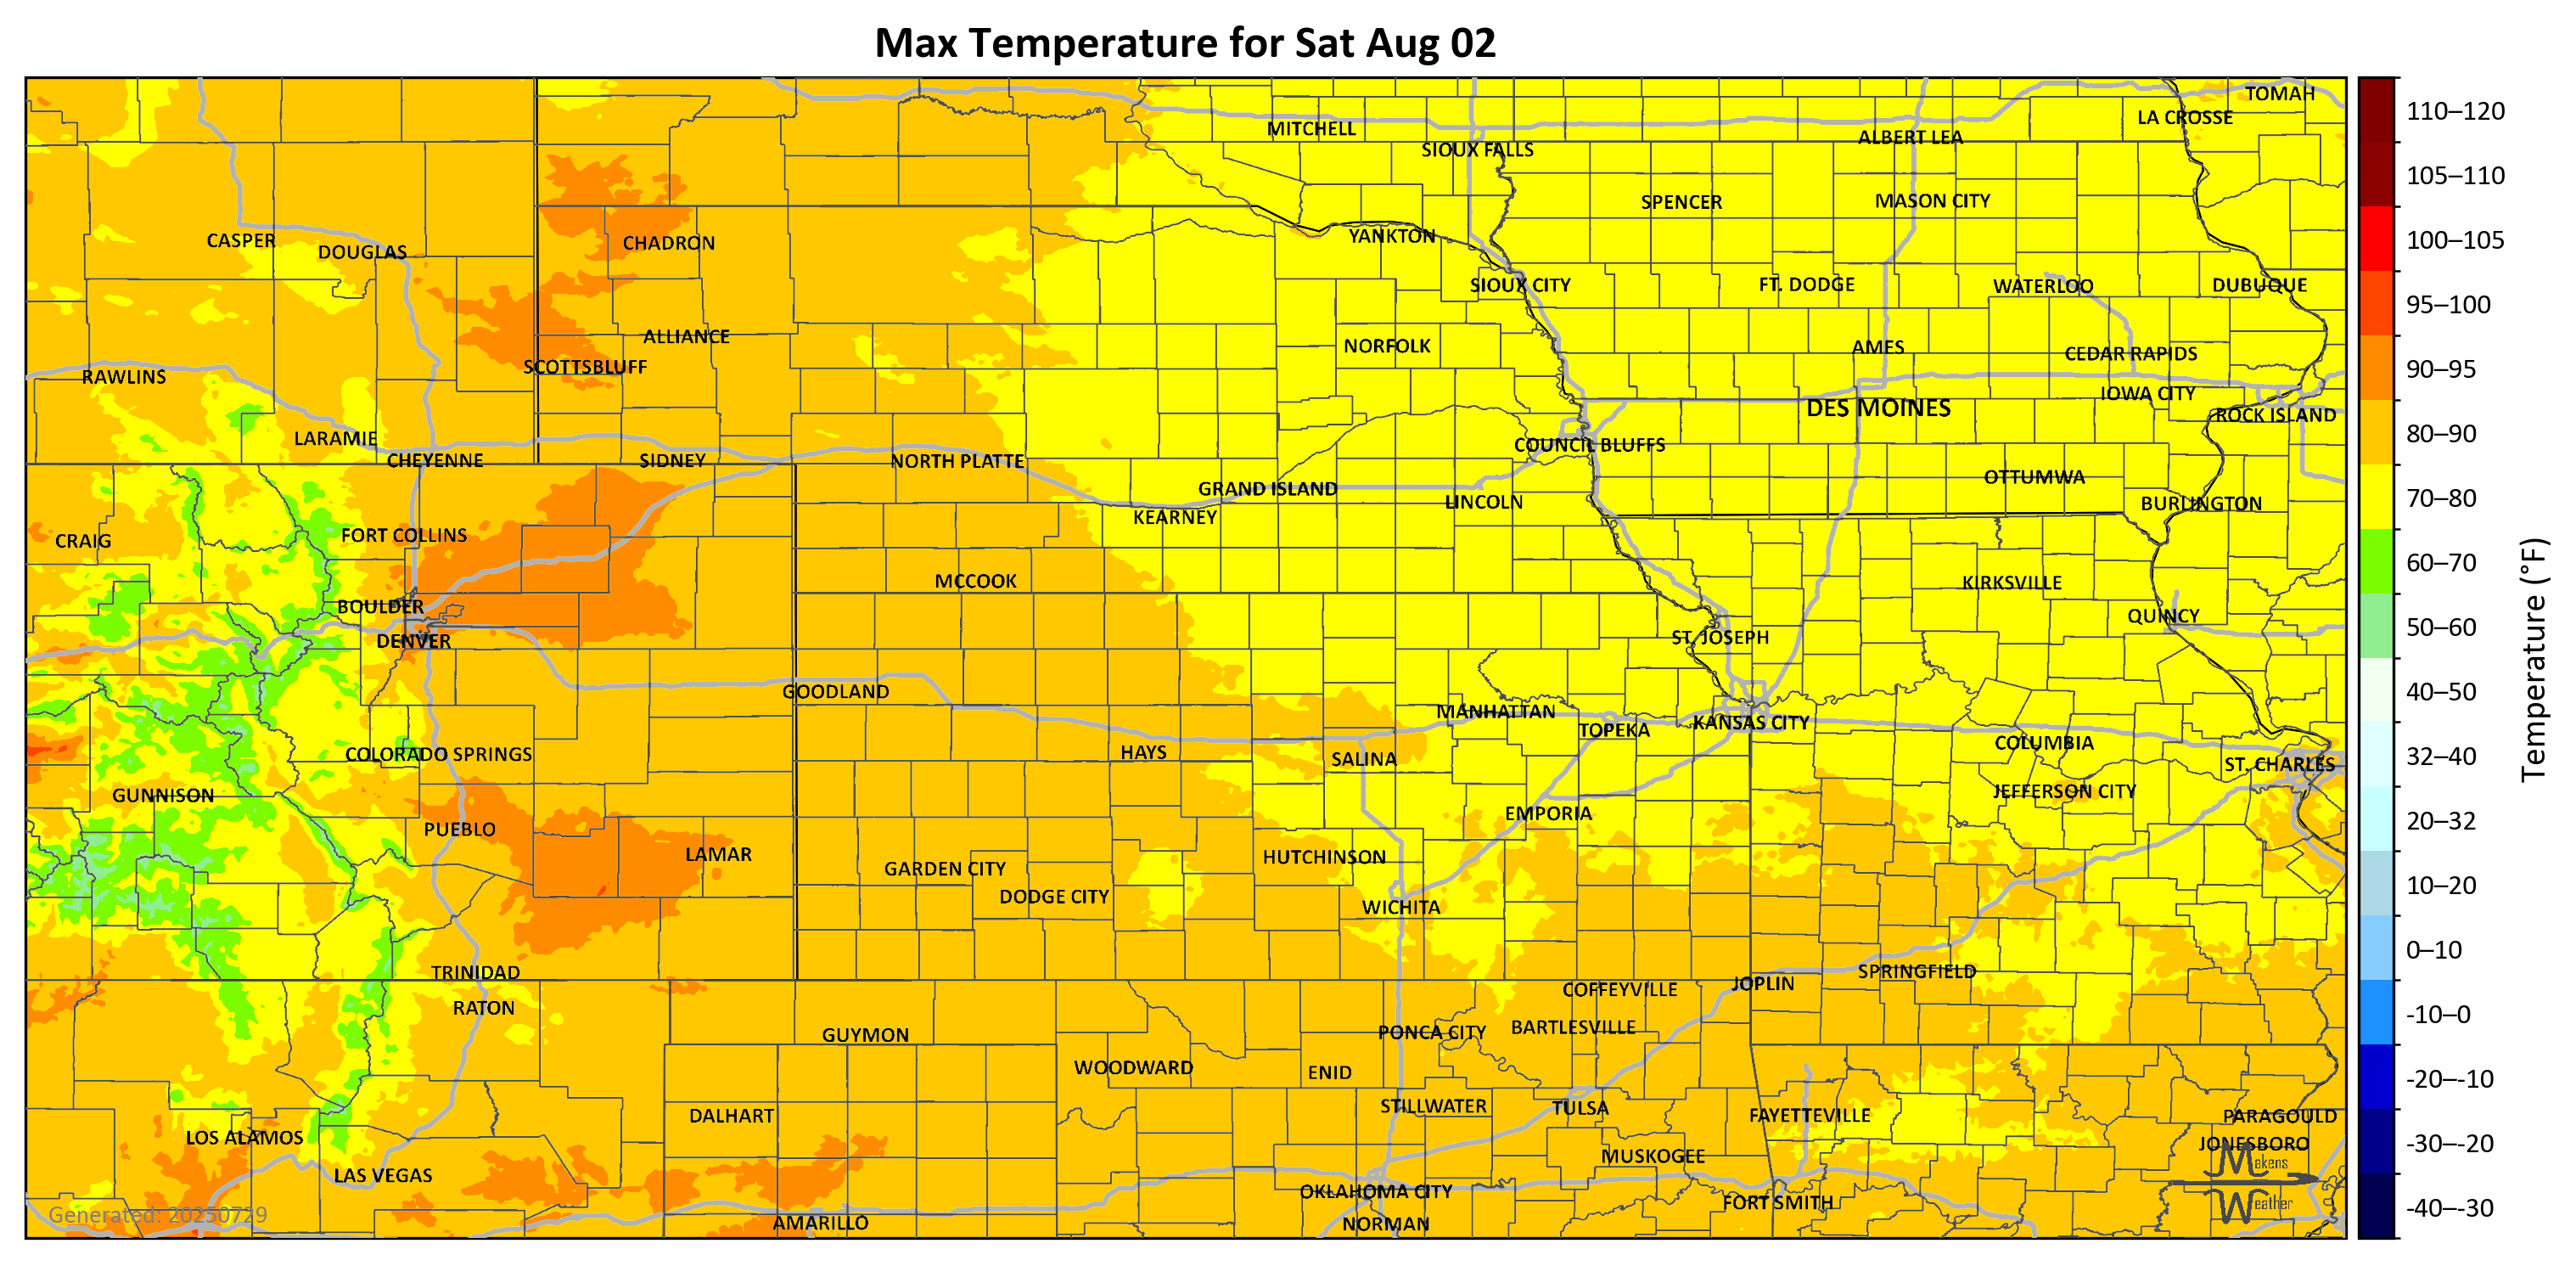 Max Temperature for Sat Aug 02
TOMAH
LA CROSSE
MITCHELL
ALBERT LEA
SIOUX FALLS
SPENCER
MASON CITY
YANKTON
CASPER
CHADRON
DOUGLAS
SIOUX CITY
FT. DODGE
WATERLOO
DUBUQUE
ALLIANCE
NORFOLK
AMES
CEDAR RAPIDS
SCOTTSBLUFF
RAWLINS
IOWA CITY
DES MOINES
ROCK ISLAND
LARAMIE
COUNCIL BLUFFS
CHEYENNE
SIDNEY
NORTH PLATTE
OTTUMWA
GRAND ISLAND
LINCOLN
BURLINGTON
KEARNEY
FORT COLLINS
CRAIG
MCCOOK
KIRKSVILLE
BOULDER
QUINCY
DENVER
ST. JOSEPH
GOODLAND
MANHATTAN
TOPEKA
KANSAS CITY
COLUMBIA
COLORADO SPRINGS
HAYS
SALINA
ST. CHARLES
GUNNISON
JEFFERSON CITY
EMPORIA
PUEBLO
LAMAR
HUTCHINSON
GARDEN CITY
DODGE CITY
WICHITA
TRINIDAD
SPRINGFIELD
JOPLIN
COFFEYVILLE
RATON
GUYMON
PONCA CITY
BARTLESVILLE
WOODWARD
ENID
STILLWATER
TULSA
DALHART
FAYETTEVILLE
PARAGOULD
LOS ALAMOS
JONESBORO
MUSKOGEE
LAS VEGAS
OKLAHOMA CITY
FORT SMITH
AMARILLO
NORMAN
Makens
Weather
Generated: 20250729
110–120
105–110
100–105
95–100
90–95
80–90
70–80
60–70
50–60
40–50
32–40
20–32
10–20
0–10
-10–0
-20–-10
-30–-20
-40–-30
Temperature (°F)